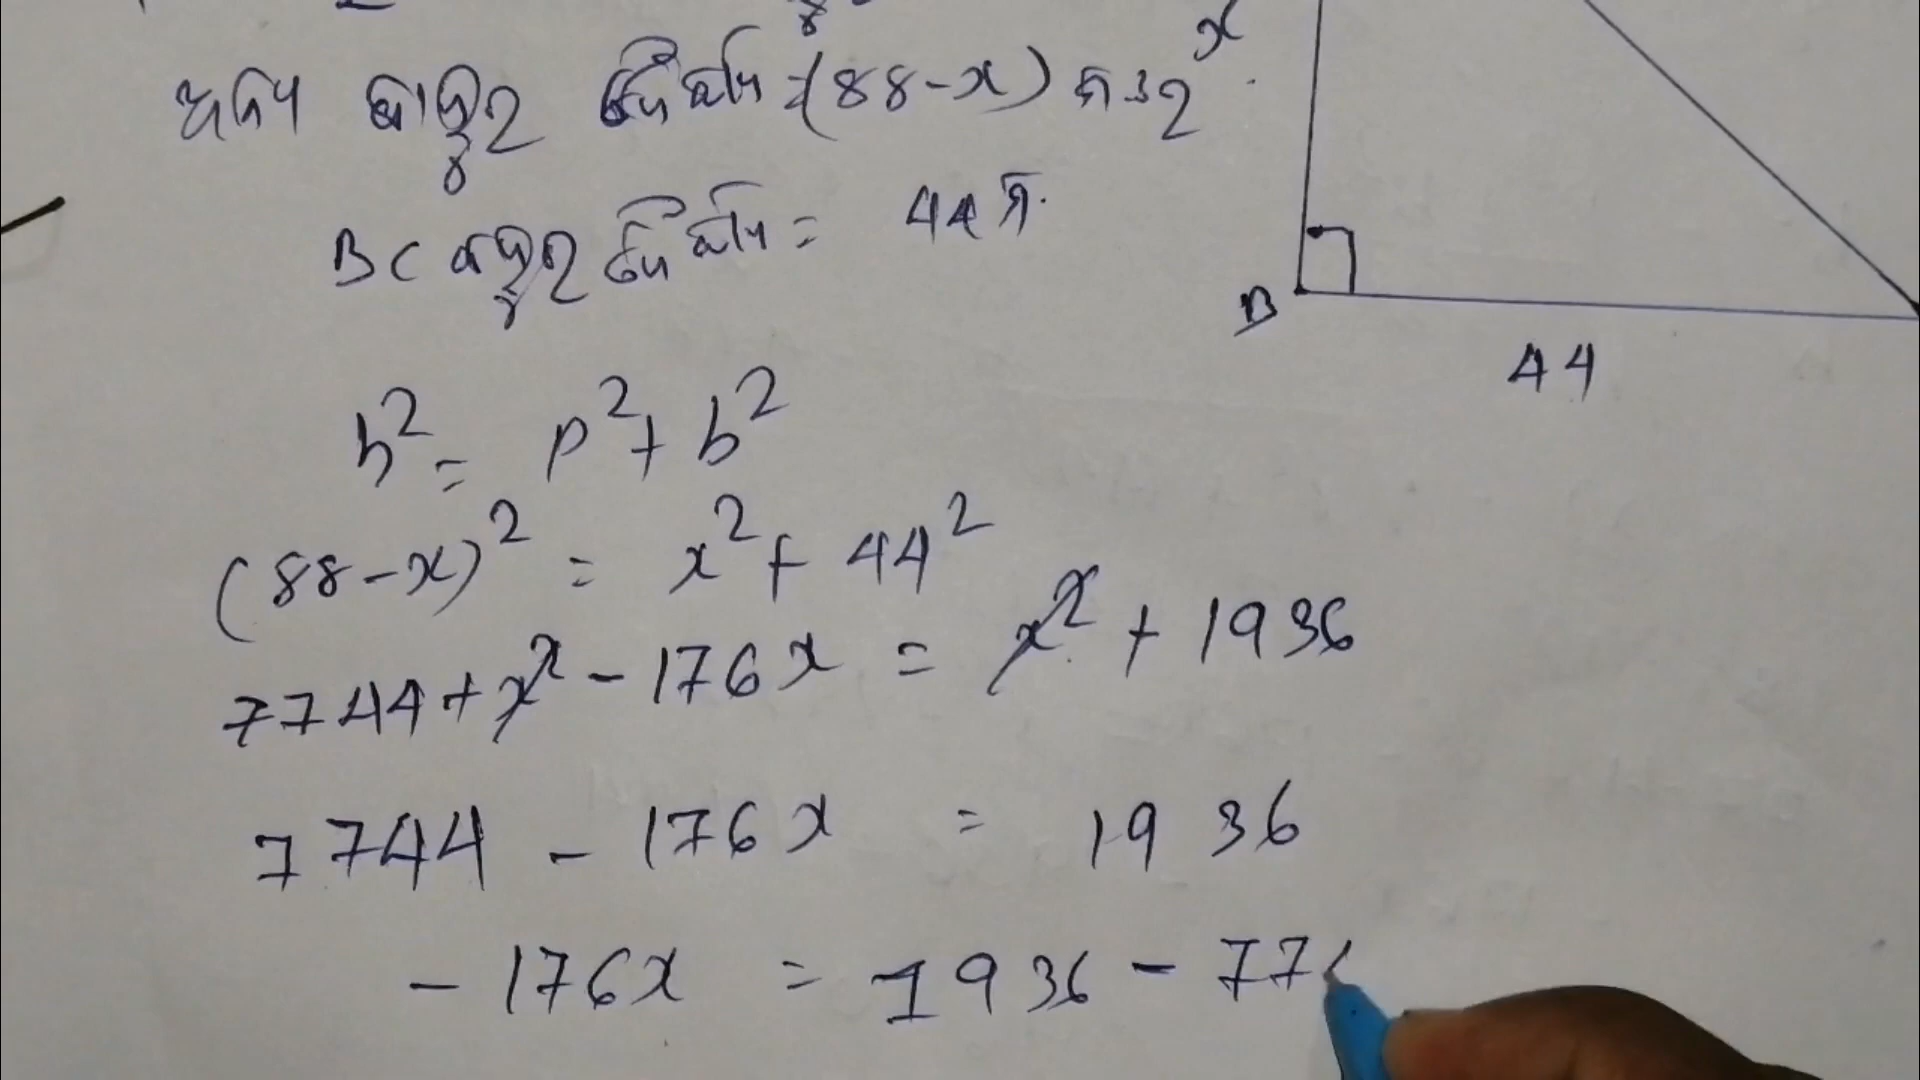 ଅନ୍ୟ ବାହୁର ଦୈର୍ଘ୍ୟ = (88-x)
x
BC ବାହୁର ଦୈର୍ଘ୍ୟ = 44 ମି.
B
44
h² = p² + b²
(88-x)² = x² + 44²
7744 + x² - 176x = x² + 1936
7744 - 176x = 1936
- 176x = 1936 - 77